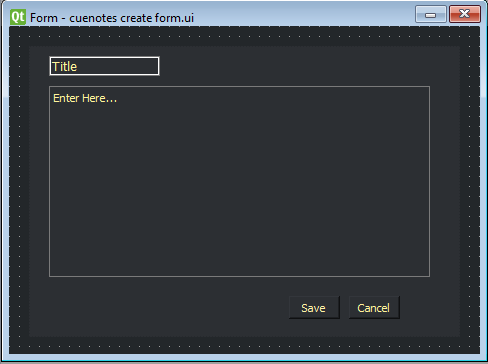 Qt Form - cuenotes create form.ui
Title
Enter Here...
Save Cancel